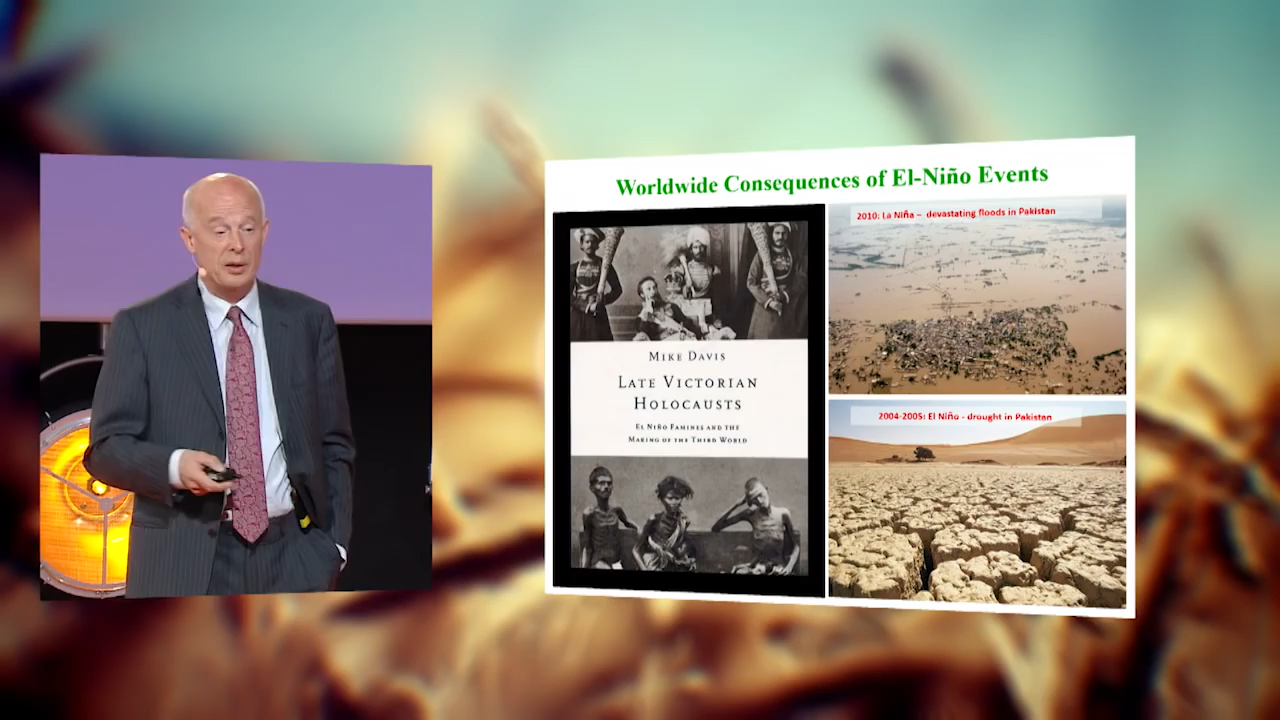 Worldwide Consequences of El-Niño Events
MIKE DAVIS
LATE VICTORIAN
HOLOCAUSTS
EL NIÑO FAMINES AND THE
MAKING OF THE THIRD WORLD
2010: La Niña – devastating floods in Pakistan
2004-2005: El Niño - drought in Pakistan